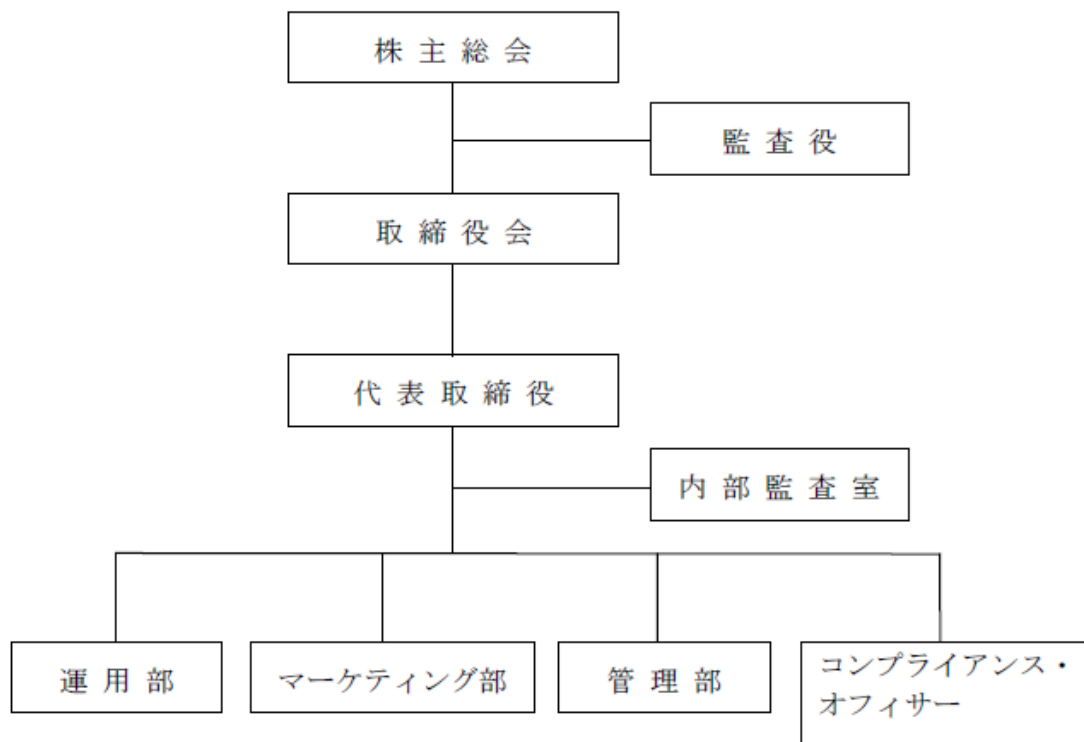 株主総会
監査役
取締役会
代表取締役
内部監査室
運用部
マーケティング部
管理部
コンプライアンス・
オフィサー